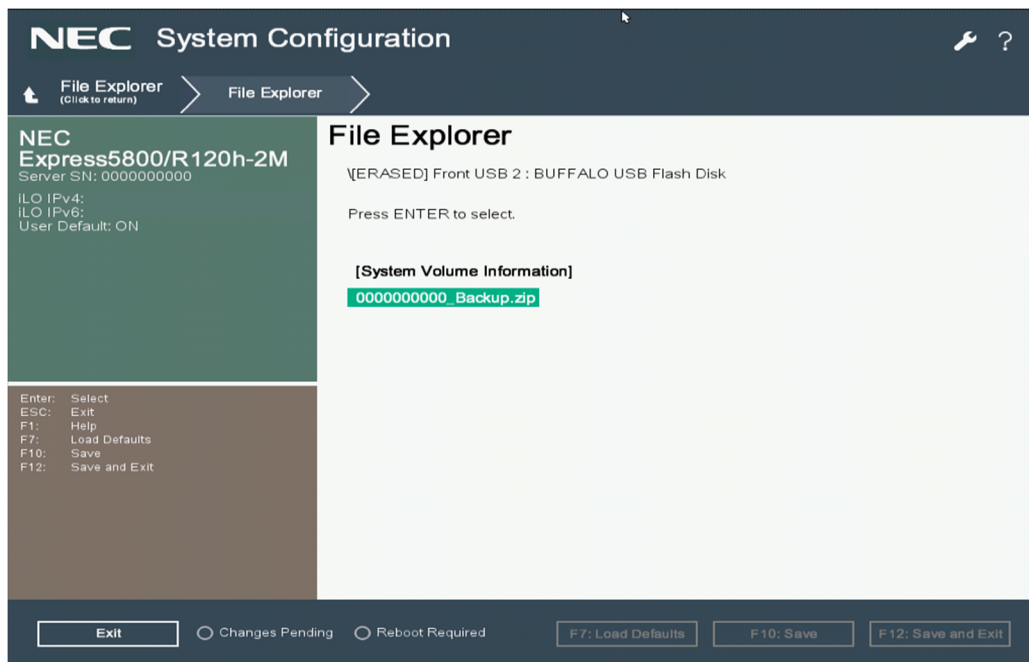 NEC System Configuration
?
File Explorer
(Click to return)
File Explorer
NEC
Express5800/R120h-2M
Server SN: 0000000000
iLO IPv4:
iLO IPv6:
User Default: ON
Enter: Select
ESC: Exit
F1: Help
F7: Load Defaults
F10: Save
F12: Save and Exit
File Explorer
\[ERASED] Front USB 2 : BUFFALO USB Flash Disk
Press ENTER to select.
[System Volume Information]
0000000000_Backup.zip
Exit
Changes Pending
Reboot Required
F7: Load Defaults
F10: Save
F12: Save and Exit